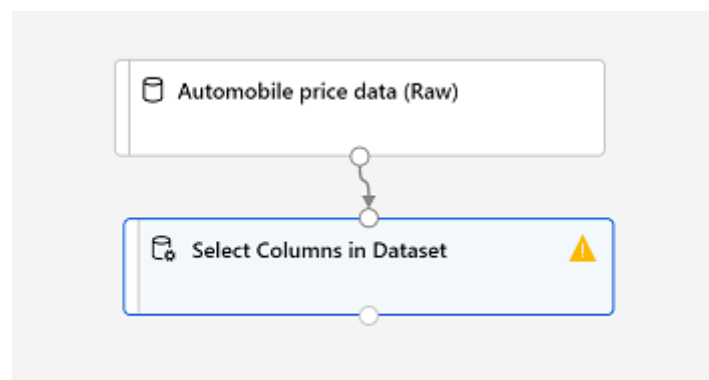 Automobile price data (Raw)
Select Columns in Dataset